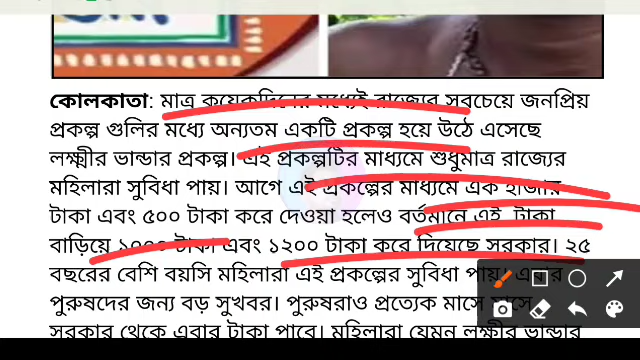 কোলকাতা: মাত্র কয়েকদিনের মধ্যেই রাজ্যের সবচেয়ে জনপ্রিয়
প্রকল্প গুলির মধ্যে অন্যতম একটি প্রকল্প হয়ে উঠে এসেছে
লক্ষ্মীর ভান্ডার প্রকল্প। এই প্রকল্পটির মাধ্যমে শুধুমাত্র রাজ্যের
মহিলারা সুবিধা পায়। আগে এই প্রকল্পের মাধ্যমে এক হাজার
টাকা এবং ৫০০ টাকা করে দেওয়া হলেও বর্তমানে এই টাকা
বাড়িয়ে ১০০০ টাকা এবং ১২০০ টাকা করে দিয়েছে সরকার। ২৫
বছরের বেশি বয়সি মহিলারা এই প্রকল্পের সুবিধা পায়। এবার
পুরুষদের জন্য বড় সুখবর। পুরুষরাও প্রত্যেক মাসে মাসে
সরকার থেকে এবার টাকা পাবে। মহিলারা যেমন লক্ষ্মীর ভান্ডার